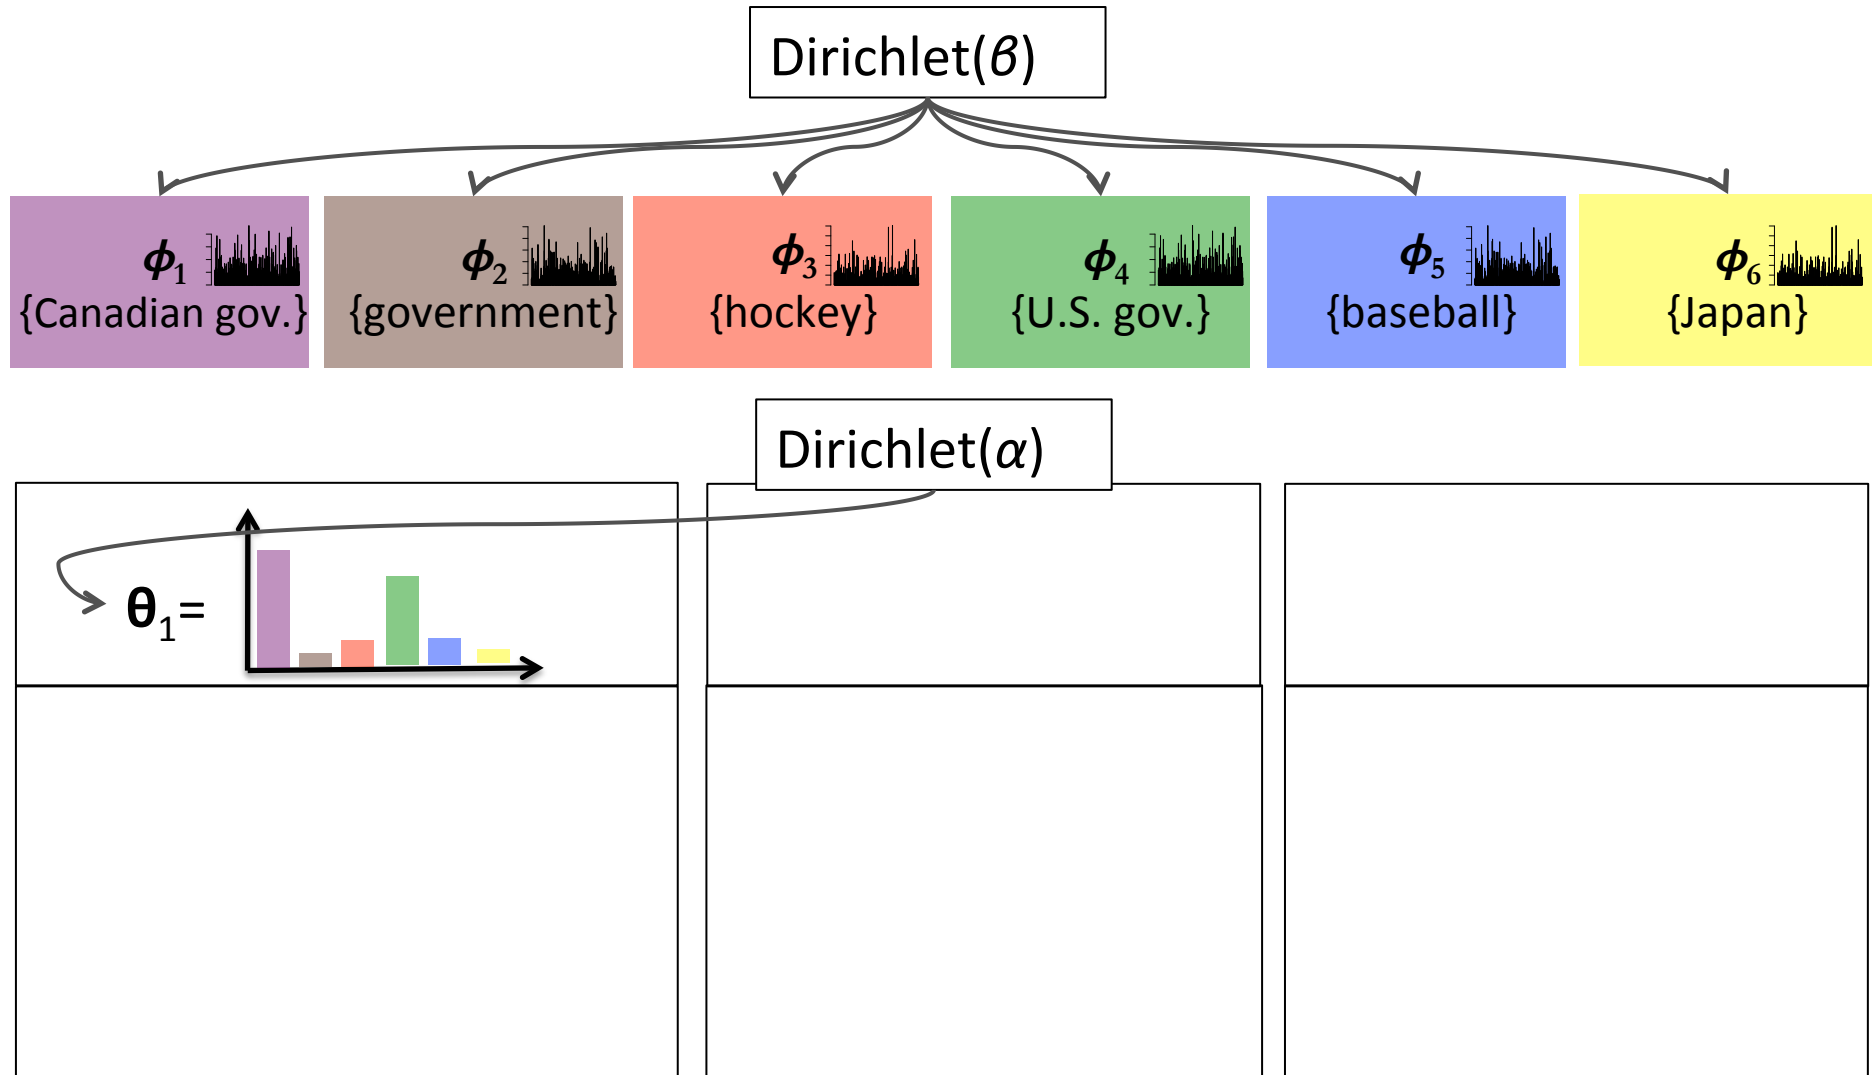 Dirichlet(β)
ϕ1
{Canadian gov.}
ϕ2
{government}
ϕ3
{hockey}
ϕ4
{U.S. gov.}
ϕ5
{baseball}
ϕ6
{Japan}
Dirichlet(α)
θ1=